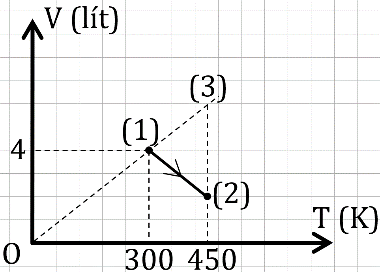 V (lít)
(3)
(1)
4
(2)
T (K)
O
300 450